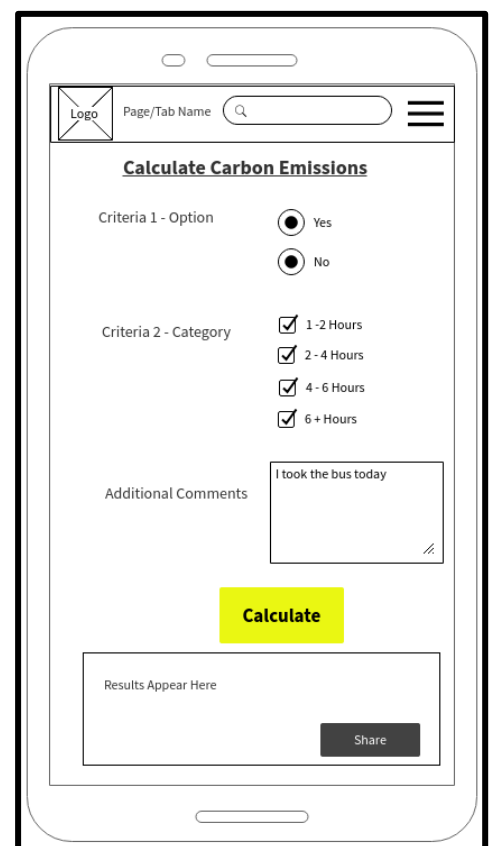 Logo
Page/Tab Name
Calculate Carbon Emissions
Criteria 1 - Option
Yes
No
Criteria 2 - Category
1 -2 Hours
2 - 4 Hours
4 - 6 Hours
6 + Hours
Additional Comments
I took the bus today
Calculate
Results Appear Here
Share